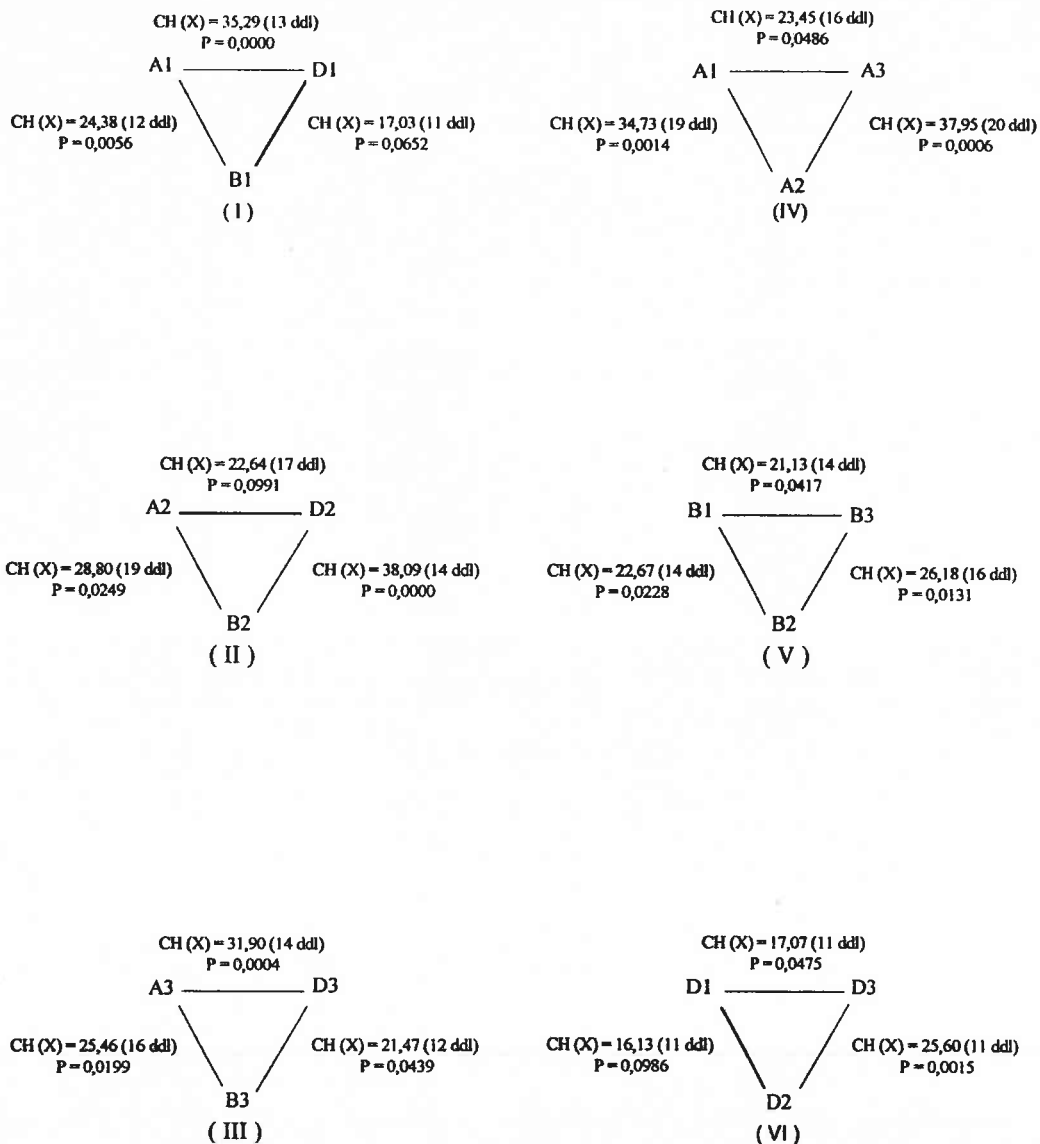 CH (X) = 35,29 (13 ddl)
P = 0,0000
A1 D1
CH (X) = 24,38 (12 ddl)
P = 0,0056
CH (X) = 17,03 (11 ddl)
P = 0,0652
B1
( I )
CH (X) = 23,45 (16 ddl)
P = 0,0486
A1 A3
CH (X) = 34,73 (19 ddl)
P = 0,0014
CH (X) = 37,95 (20 ddl)
P = 0,0006
A2
(IV)
CH (X) = 22,64 (17 ddl)
P = 0,0991
A2 D2
CH (X) = 28,80 (19 ddl)
P = 0,0249
CH (X) = 38,09 (14 ddl)
P = 0,0000
B2
( II )
CH (X) = 21,13 (14 ddl)
P = 0,0417
B1 B3
CH (X) = 22,67 (14 ddl)
P = 0,0228
CH (X) = 26,18 (16 ddl)
P = 0,0131
B2
( V )
CH (X) = 31,90 (14 ddl)
P = 0,0004
A3 D3
CH (X) = 25,46 (16 ddl)
P = 0,0199
CH (X) = 21,47 (12 ddl)
P = 0,0439
B3
( III )
CH (X) = 17,07 (11 ddl)
P = 0,0475
D1 D3
CH (X) = 16,13 (11 ddl)
P = 0,0986
CH (X) = 25,60 (11 ddl)
P = 0,0015
D2
(VI)